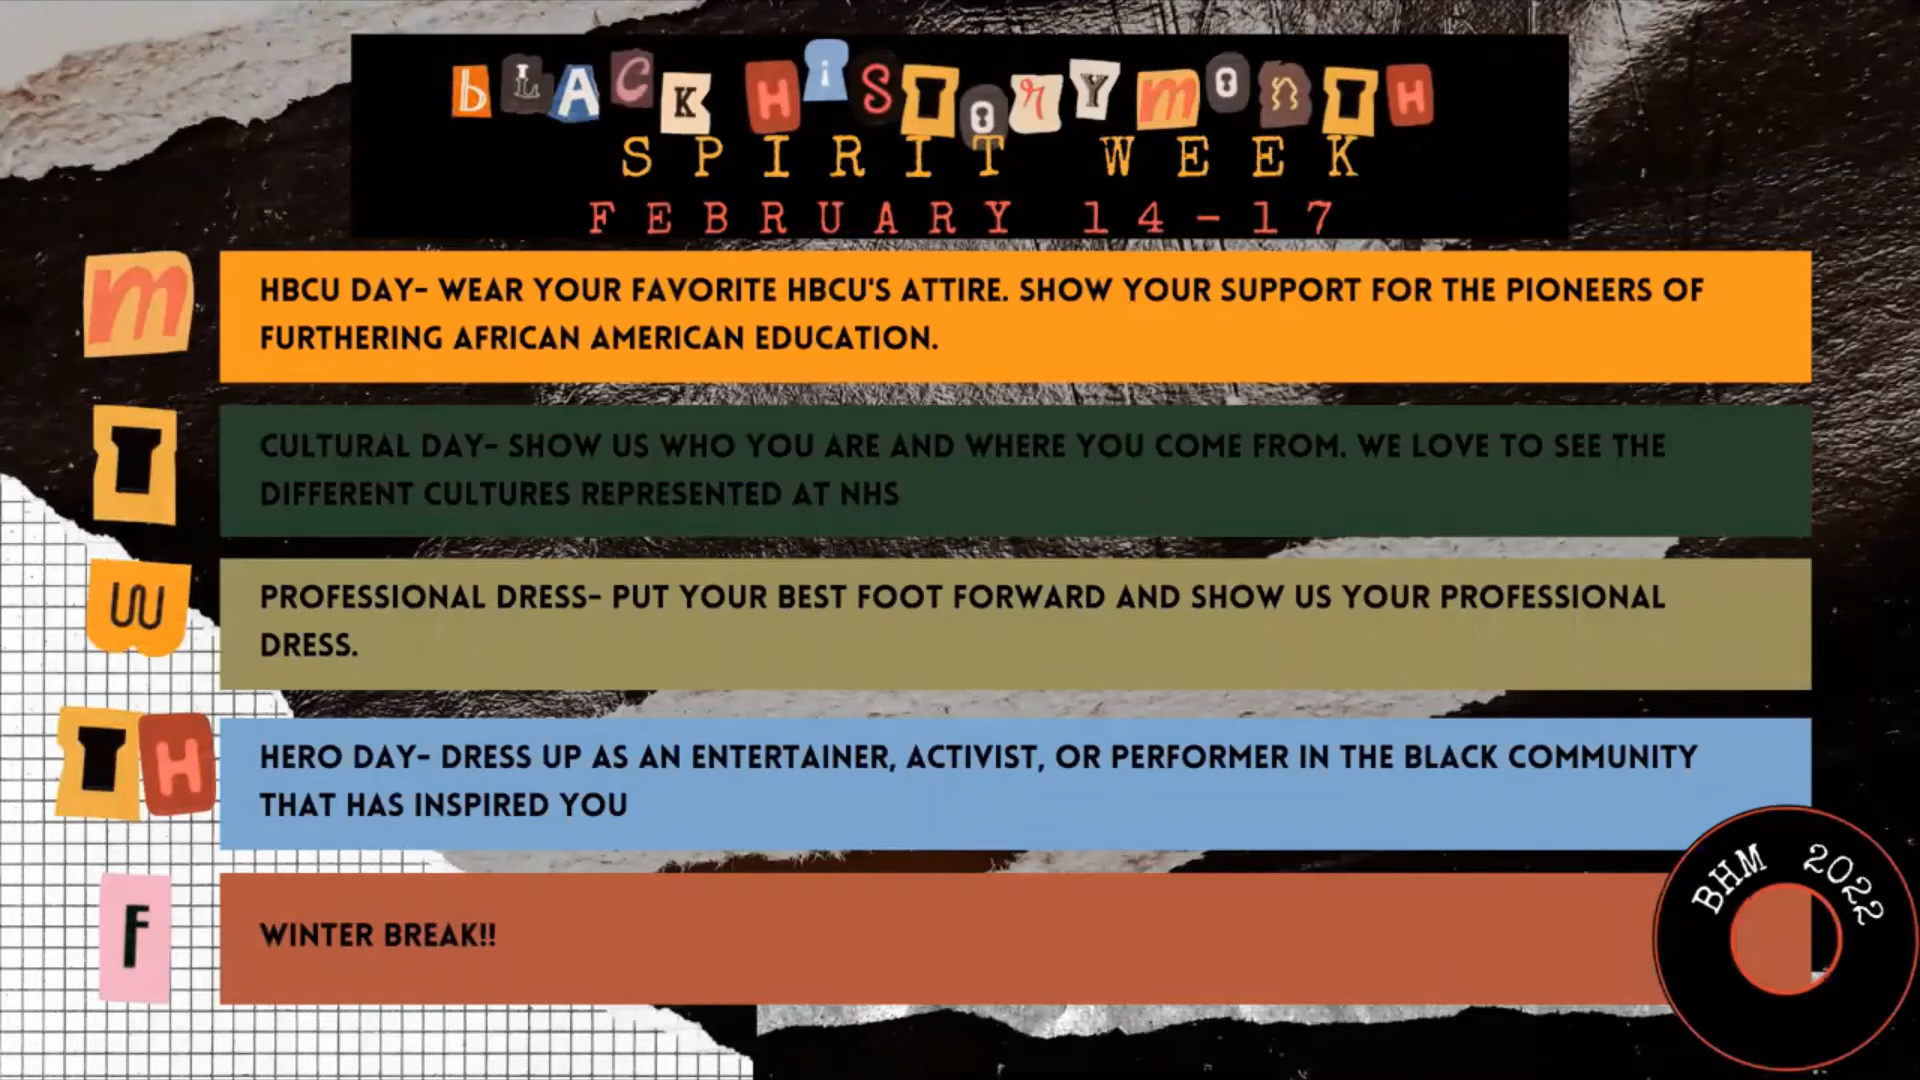 bLACK HiSTORY mONTH
SPIRIT WEEK
FEBRUARY 14-17
M
HBCU DAY- WEAR YOUR FAVORITE HBCU'S ATTIRE. SHOW YOUR SUPPORT FOR THE PIONEERS OF
FURTHERING AFRICAN AMERICAN EDUCATION.
T
CULTURAL DAY- SHOW US WHO YOU ARE AND WHERE YOU COME FROM. WE LOVE TO SEE THE
DIFFERENT CULTURES REPRESENTED AT NHS
W
PROFESSIONAL DRESS- PUT YOUR BEST FOOT FORWARD AND SHOW US YOUR PROFESSIONAL
DRESS.
TH
HERO DAY- DRESS UP AS AN ENTERTAINER, ACTIVIST, OR PERFORMER IN THE BLACK COMMUNITY
THAT HAS INSPIRED YOU
F
WINTER BREAK!!
BHM 2022